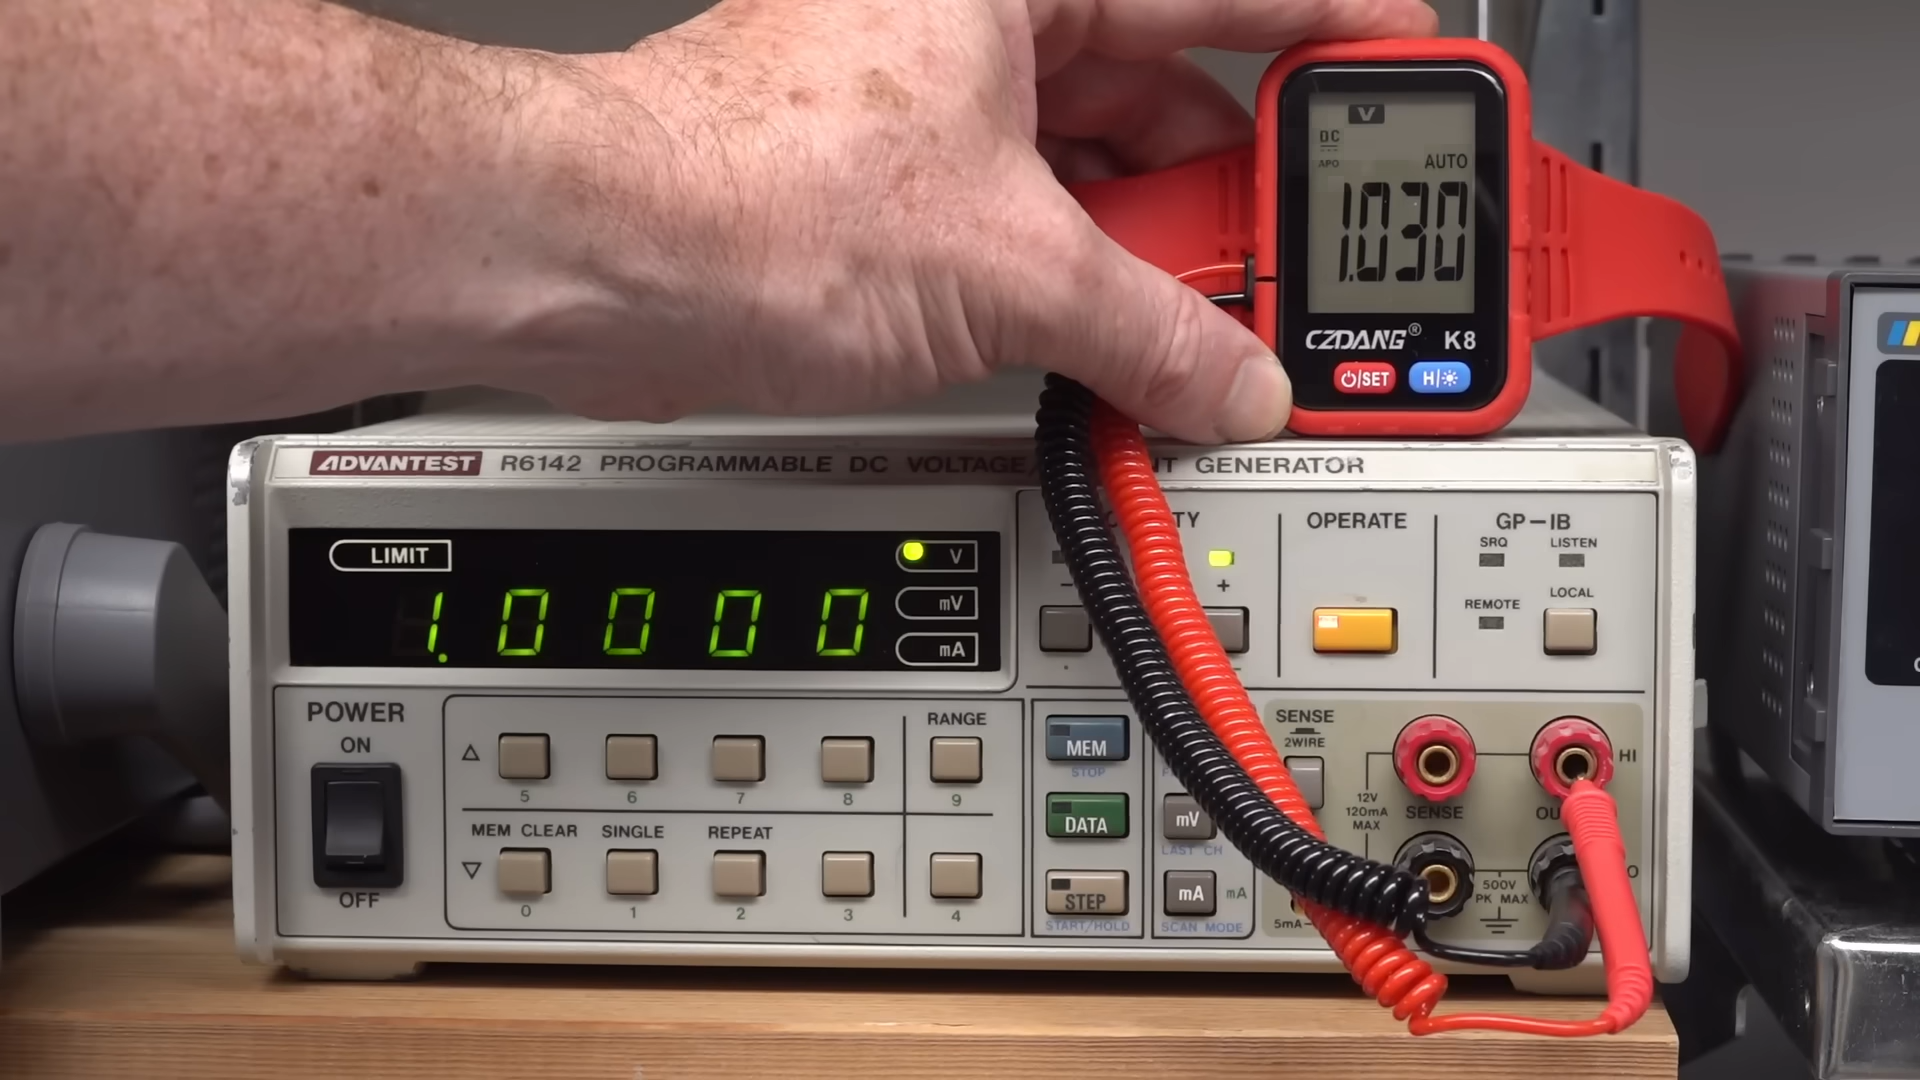 V
DC
APO
AUTO
1.030
CZDANG® K8
⏻/SET H/☀
ADVANTEST R6142 PROGRAMMABLE DC VOLTAGE/ NT GENERATOR
LIMIT
V
mV
mA
1.0000
TY
-
+
OPERATE
GP-IB
SRQ
LISTEN
REMOTE
LOCAL
POWER
ON
OFF
△
5
6
7
8
RANGE
9
MEM CLEAR
SINGLE
REPEAT
▽
0
1
2
3
4
MEM
STOP
DATA
STEP
START/HOLD
mV
LAST CH
mA
mA
SCAN MODE
SENSE
2WIRE
5mA
12V
120mA
MAX
SENSE
OU
HI
O
500V
PK MAX